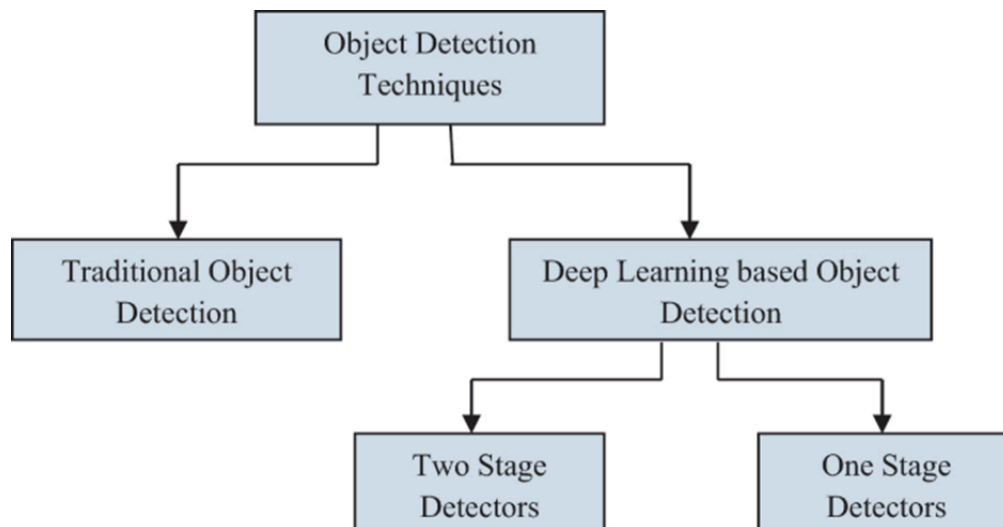 Object Detection
Techniques
Traditional Object
Detection
Deep Learning based Object
Detection
Two Stage
Detectors
One Stage
Detectors